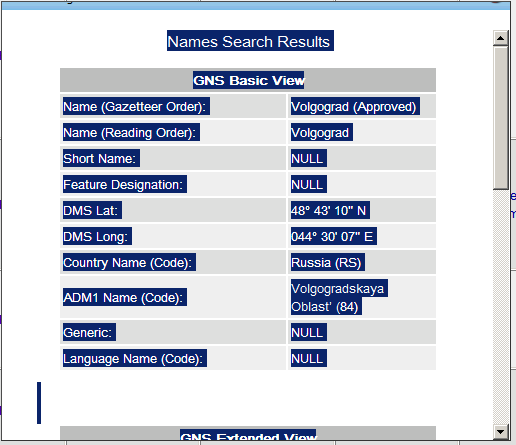 Names Search Results
GNS Basic View
Name (Gazetteer Order): Volgograd (Approved)
Name (Reading Order): Volgograd
Short Name: NULL
Feature Designation: NULL
DMS Lat: 48° 43' 10" N
DMS Long: 044° 30' 07" E
Country Name (Code): Russia (RS)
ADM1 Name (Code): Volgogradskaya
Oblast' (84)
Generic: NULL
Language Name (Code): NULL
GNS Extended View